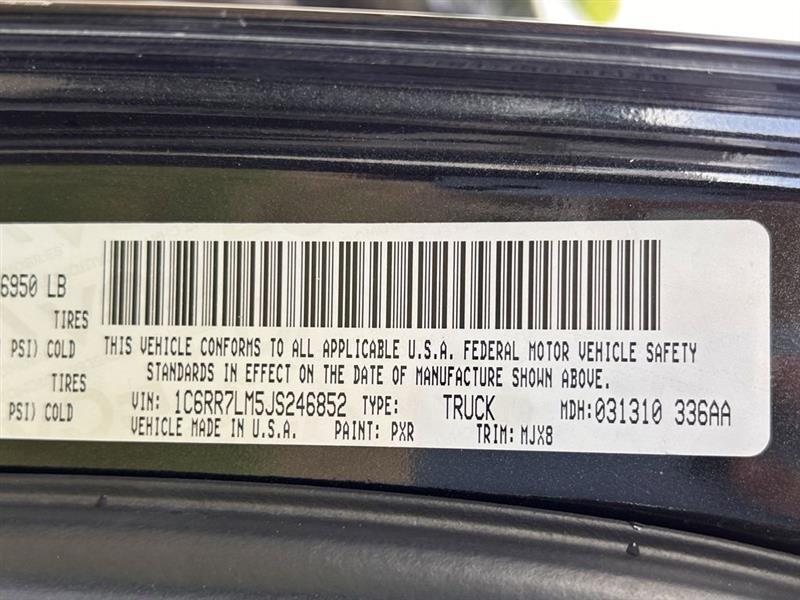 6950 LB
TIRES
PSI) COLD
THIS VEHICLE CONFORMS TO ALL APPLICABLE U.S.A. FEDERAL MOTOR VEHICLE SAFETY
STANDARDS IN EFFECT ON THE DATE OF MANUFACTURE SHOWN ABOVE.
TIRES
PSI) COLD
VIN: 1C6RR7LM5JS246852 TYPE: TRUCK MDH:031310 336AA
VEHICLE MADE IN U.S.A. PAINT: PXR TRIM: MJX8